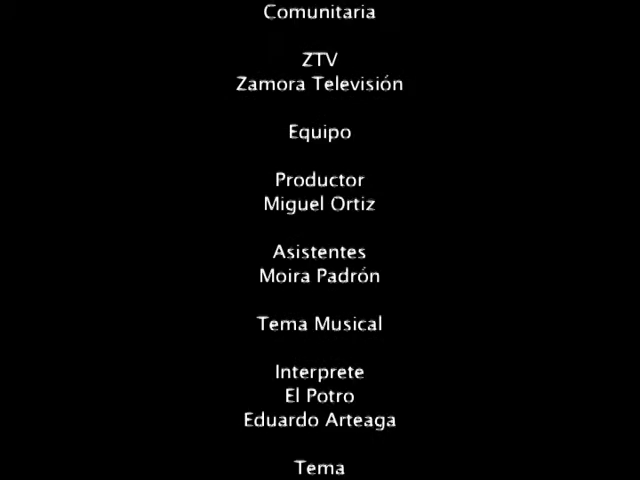 Comunitaria
ZTV
Zamora Televisión
Equipo
Productor
Miguel Ortiz
Asistentes
Moira Padrón
Tema Musical
Interprete
El Potro
Eduardo Arteaga
Tema